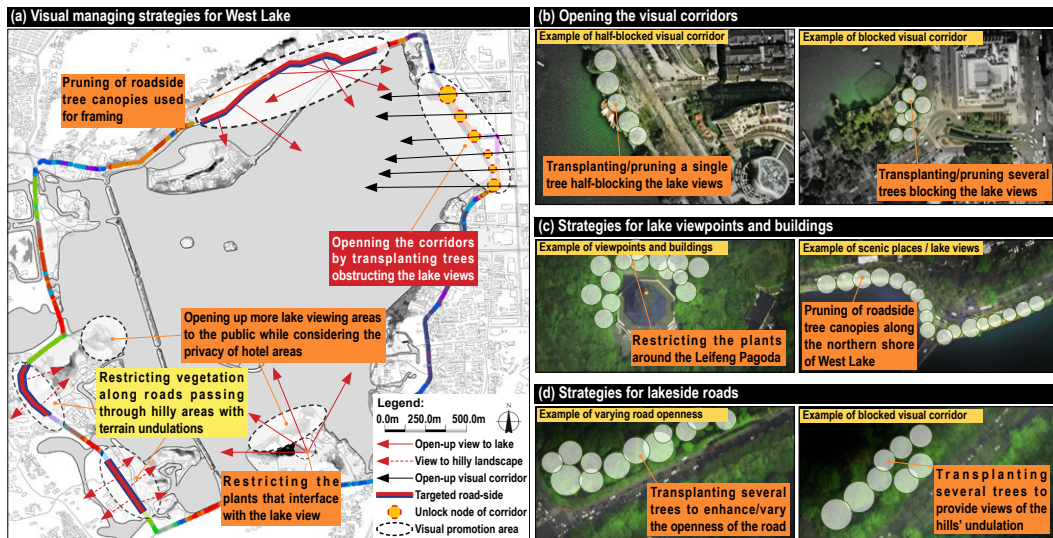 (a) Visual managing strategies for West Lake
Pruning of roadside
tree canopies used
for framing
Openning the corridors
by transplanting trees
obstructing the lake views
Opening up more lake viewing areas
to the public while considering the
privacy of hotel areas
Restricting vegetation
along roads passing
through hilly areas with
terrain undulations
Restricting the
plants that interface
with the lake view
Legend:
0.0m 250.0m 500.0m
N
Open-up view to lake
View to hilly landscape
Open-up visual corridor
Targeted road-side
Unlock node of corridor
Visual promotion area
(b) Opening the visual corridors
Example of half-blocked visual corridor
Transplanting/pruning a single
tree half-blocking the lake views
Example of blocked visual corridor
Transplanting/pruning several
trees blocking the lake views
(c) Strategies for lake viewpoints and buildings
Example of viewpoints and buildings
Restricting the plants
around the Leifeng Pagoda
Example of scenic places / lake views
Pruning of roadside
tree canopies along
the northern shore
of West Lake
(d) Strategies for lakeside roads
Example of varying road openness
Transplanting several
trees to enhance/vary
the openness of the road
Example of blocked visual corridor
Transplanting
several trees to
provide views of the
hills' undulation